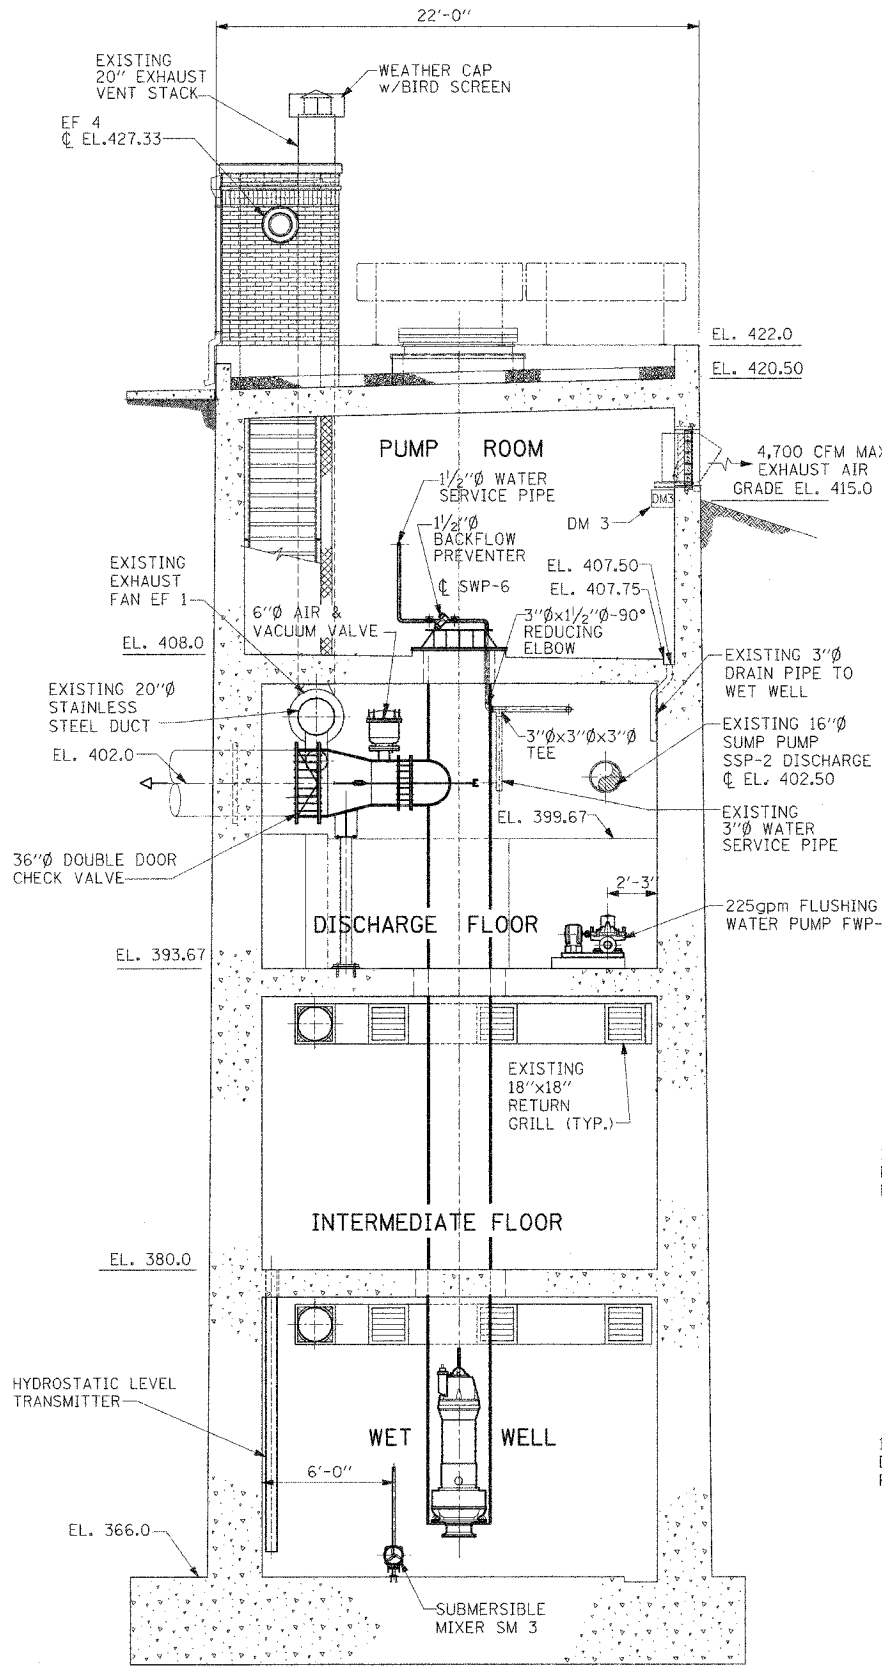 22'-0"
EXISTING
20" EXHAUST
VENT STACK
WEATHER CAP
w/BIRD SCREEN
EF 4
℄ EL.427.33
EL. 422.0
EL. 420.50
PUMP ROOM
4,700 CFM MAX
EXHAUST AIR
GRADE EL. 415.0
1½"Ø WATER
SERVICE PIPE
DM3
DM 3
1½"Ø
BACKFLOW
PREVENTER
EXISTING
EXHAUST
FAN EF 1
EL. 407.50
EL. 407.75
℄ SWP-6
6"Ø AIR &
VACUUM VALVE
3"Øx1½"Ø-90°
REDUCING
ELBOW
EL. 408.0
EXISTING 3"Ø
DRAIN PIPE TO
WET WELL
EXISTING 20"Ø
STAINLESS
STEEL DUCT
3"Øx3"Øx3"Ø
TEE
EXISTING 16"Ø
SUMP PUMP
SSP-2 DISCHARGE
℄ EL. 402.50
EL. 402.0
EL. 399.67
EXISTING
3"Ø WATER
SERVICE PIPE
36"Ø DOUBLE DOOR
CHECK VALVE
2'-3"
DISCHARGE FLOOR
225gpm FLUSHING
WATER PUMP FWP-
EL. 393.67
EXISTING
18"x18"
RETURN
GRILL (TYP.)
INTERMEDIATE FLOOR
EL. 380.0
HYDROSTATIC LEVEL
TRANSMITTER
WET WELL
6'-0"
EL. 366.0
SUBMERSIBLE
MIXER SM 3